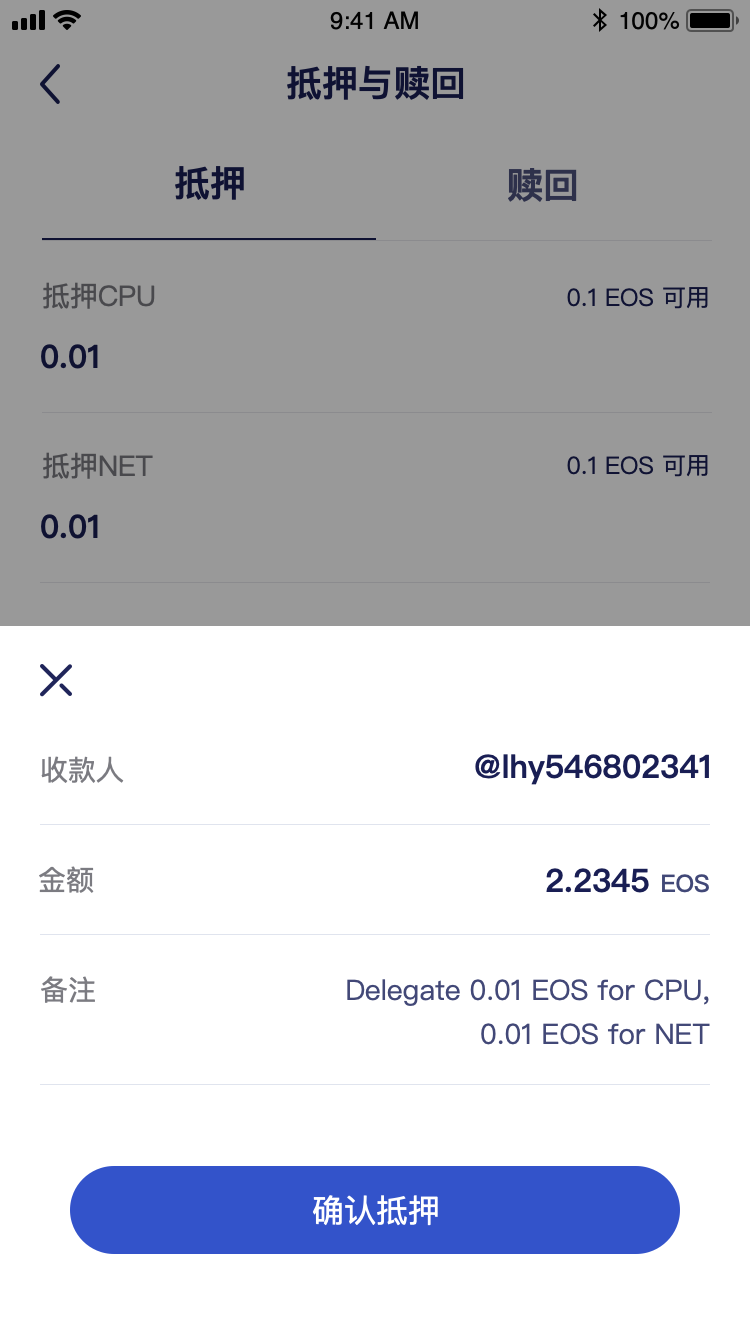 9:41 AM
100%
抵押与赎回
抵押
赎回
抵押CPU
0.1 EOS 可用
0.01
抵押NET
0.1 EOS 可用
0.01
收款人
@lhy546802341
金额
2.2345 EOS
备注
Delegate 0.01 EOS for CPU,
0.01 EOS for NET
确认抵押